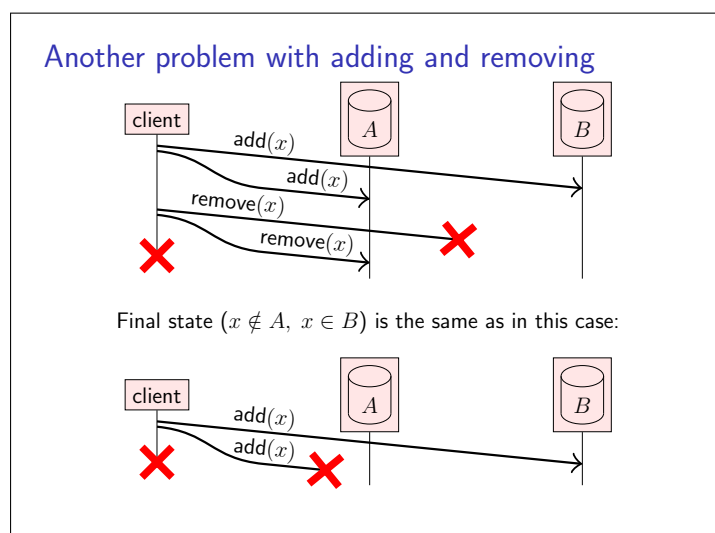 Another problem with adding and removing
client
A
B
add(x)
add(x)
remove(x)
remove(x)
Final state (x ∉ A, x ∈ B) is the same as in this case:
client
A
B
add(x)
add(x)